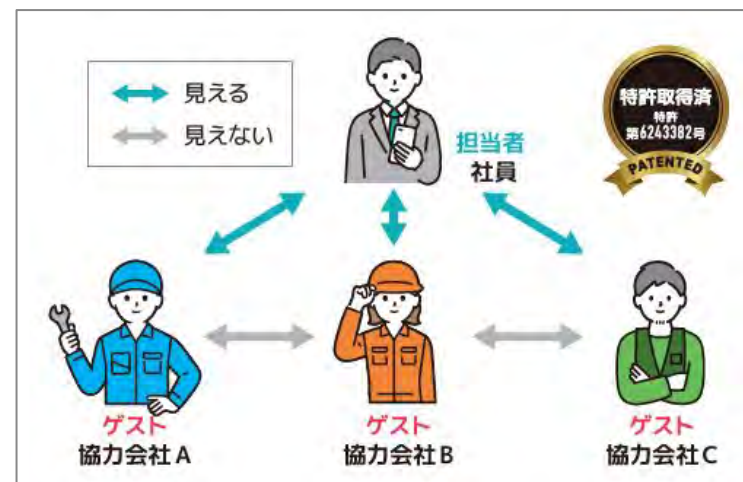 見える
見えない
担当者
社員
特許取得済
特許
第6243382号
PATENTED
ゲスト
協力会社A
ゲスト
協力会社B
ゲスト
協力会社C